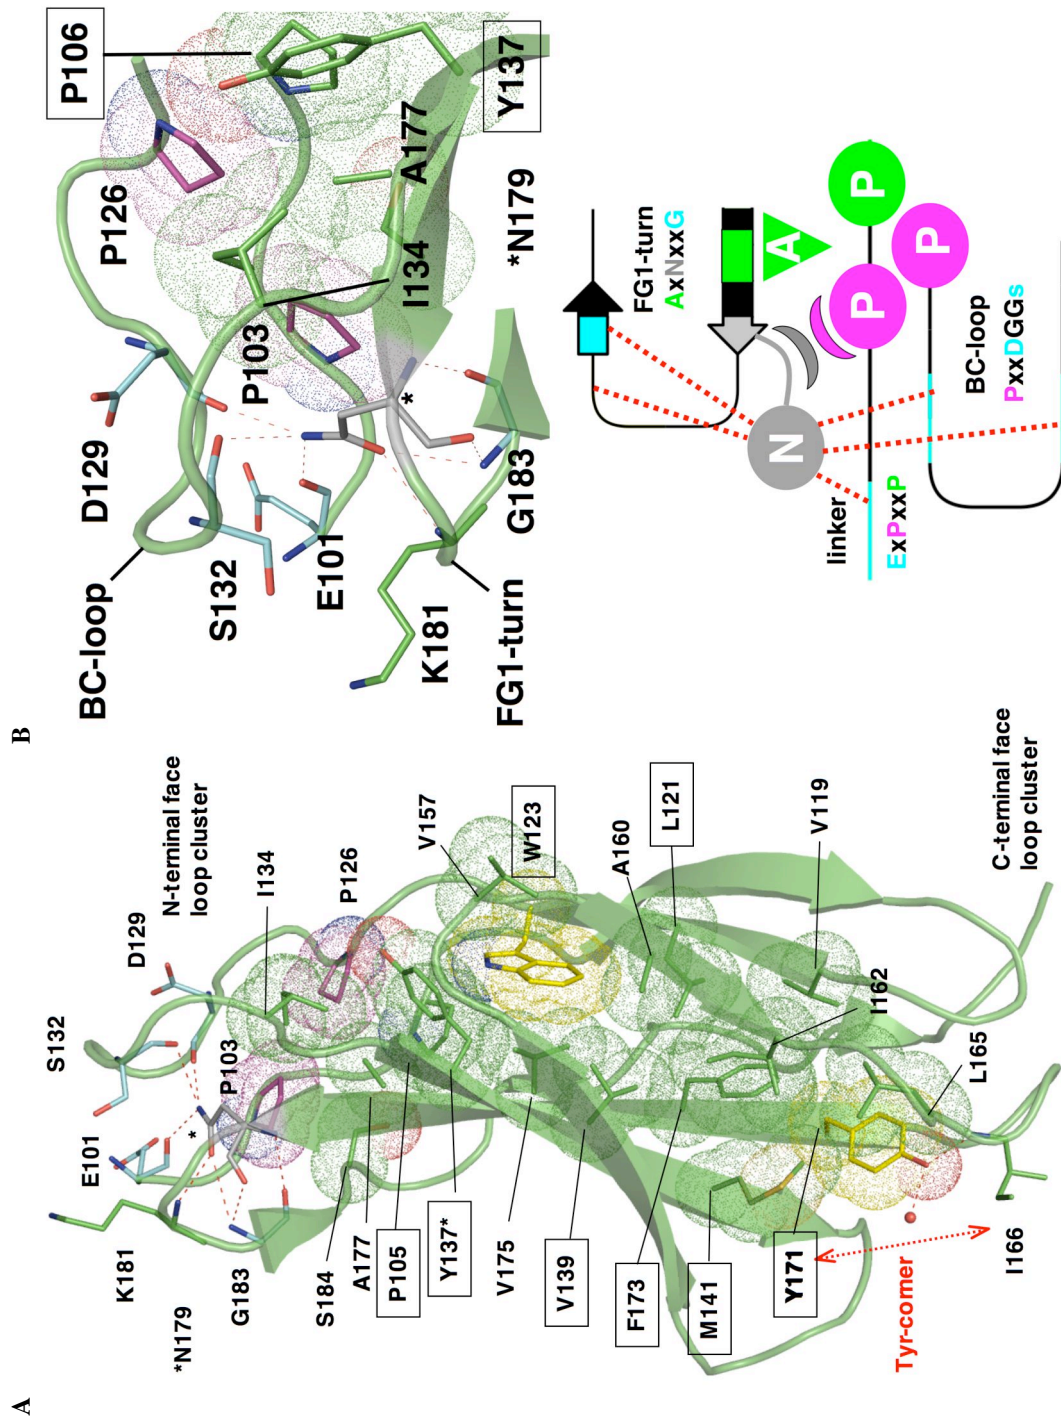 A
N-terminal face
loop cluster
S132
D129
E101
P103
I134
K181
P126
*N179
*
G183
V157
S184
A177
P105
W123
Y137*
A160
V175
L121
V139
F173
V119
M141
I162
Y171
L165
C-terminal face
loop cluster
Tyr-corner
I166
B
P106
P126
BC-loop
D129
P103
S132
I134
A177
Y137
E101
*
*N179
K181
G183
FG1-turn
FG1-turn
AxNxxG
A
N
P
P
P
linker
ExPxxP
BC-loop
PxxDGGs